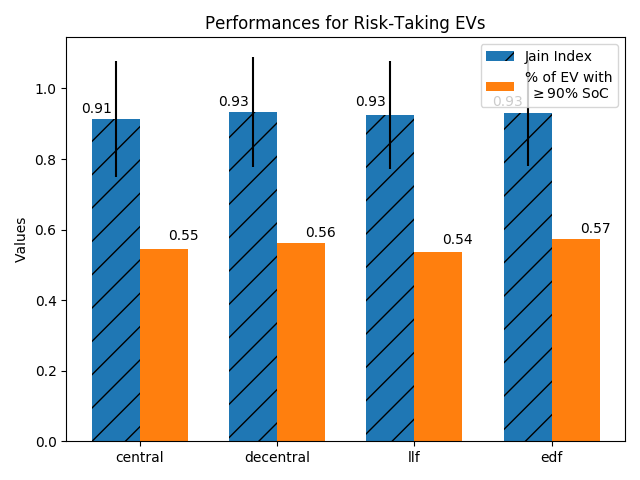 Performances for Risk-Taking EVs
Jain Index
% of EV with
≥90% SoC
Values
1.0
0.8
0.6
0.4
0.2
0.0
0.91
0.93
0.93
0.93
0.55
0.56
0.54
0.57
central
decentral
llf
edf